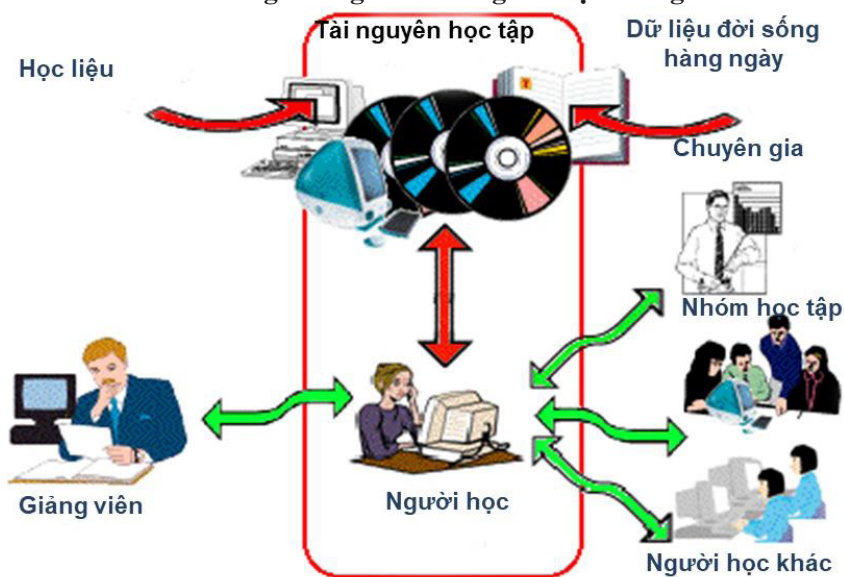 Tài nguyên học tập
Dữ liệu đời sống
hàng ngày
Học liệu
Chuyên gia
Nhóm học tập
Giảng viên
Người học
Người học khác